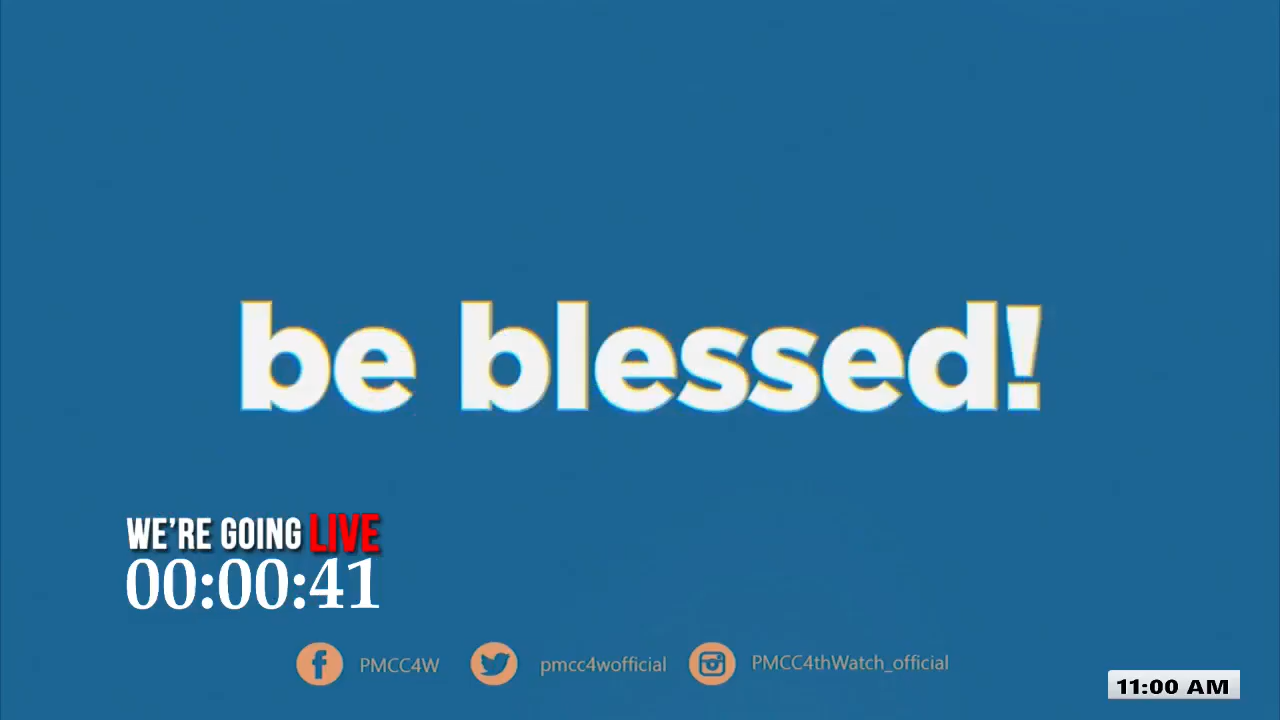 be blessed!
WE'RE GOING LIVE
00:00:41
PMCC4W pmcc4wofficial PMCC4thWatch_official
11:00 AM